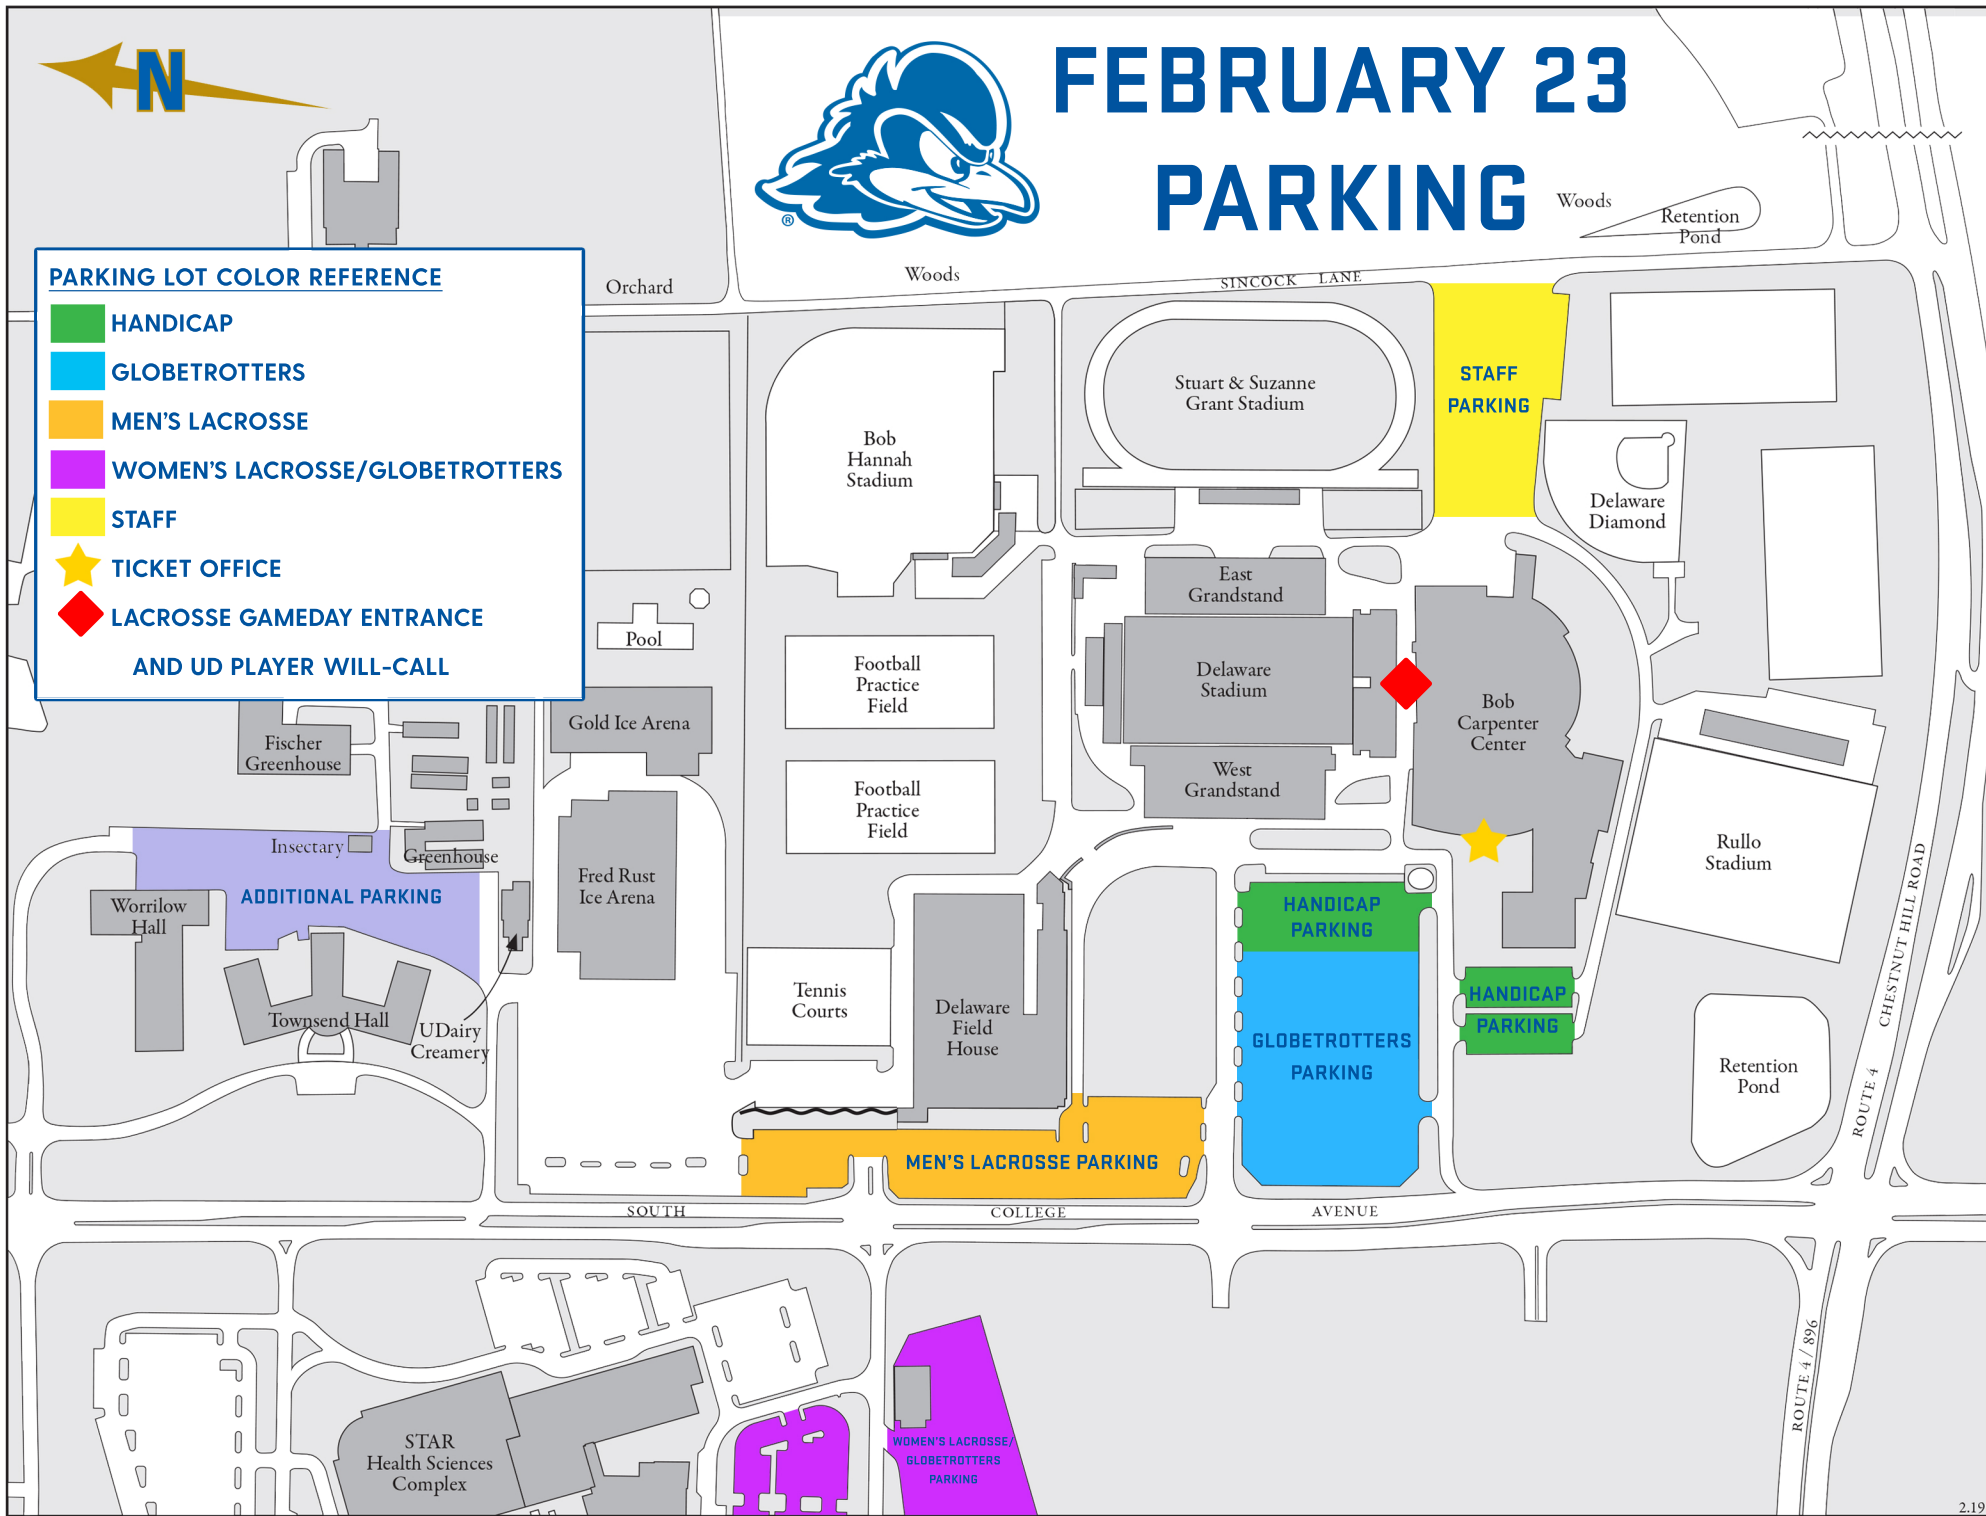 N
FEBRUARY 23
PARKING
®
Woods
Retention
Pond
Orchard
Woods
SINCOCK LANE
PARKING LOT COLOR REFERENCE
HANDICAP
GLOBETROTTERS
MEN'S LACROSSE
WOMEN'S LACROSSE/GLOBETROTTERS
STAFF
TICKET OFFICE
LACROSSE GAMEDAY ENTRANCE
AND UD PLAYER WILL-CALL
Stuart & Suzanne
Grant Stadium
STAFF
PARKING
Bob
Hannah
Stadium
Delaware
Diamond
East
Grandstand
Pool
Football
Practice
Field
Delaware
Stadium
Bob
Carpenter
Center
Gold Ice Arena
Fischer
Greenhouse
West
Grandstand
Football
Practice
Field
Rullo
Stadium
Insectary
Greenhouse
ADDITIONAL PARKING
Worrilow
Hall
Fred Rust
Ice Arena
HANDICAP
PARKING
CHESTNUT HILL ROAD
Tennis
Courts
Delaware
Field
House
HANDICAP
PARKING
Townsend Hall
UDairy
Creamery
GLOBETROTTERS
PARKING
Retention
Pond
ROUTE 4
MEN'S LACROSSE PARKING
SOUTH COLLEGE AVENUE
ROUTE 4 / 896
STAR
Health Sciences
Complex
WOMEN'S LACROSSE/
GLOBETROTTERS
PARKING
2.19